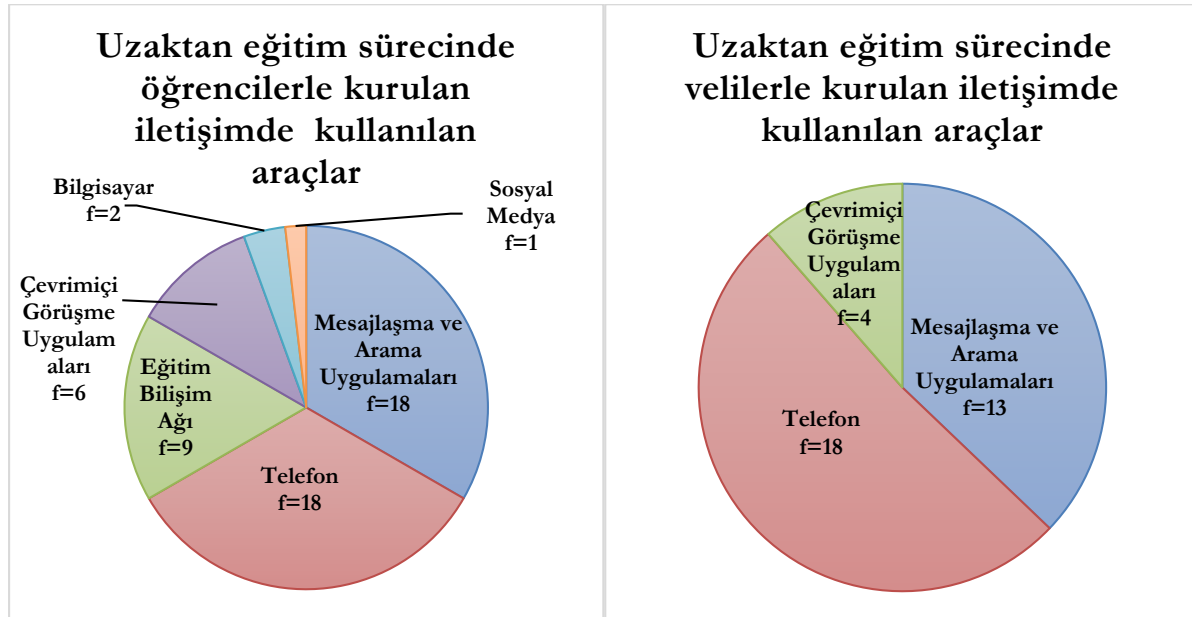 Uzaktan eğitim sürecinde
öğrencilerle kurulan
iletişimde kullanılan
araçlar
Bilgisayar
f=2
Sosyal
Medya
f=1
Çevrimiçi
Görüşme
Uygulam
aları
f=6
Eğitim
Bilişim
Ağı
f=9
Mesajlaşma ve
Arama
Uygulamaları
f=18
Telefon
f=18
Uzaktan eğitim sürecinde
velilerle kurulan iletişimde
kullanılan araçlar
Çevrimiçi
Görüşme
Uygulam
aları
f=4
Mesajlaşma ve
Arama
Uygulamaları
f=13
Telefon
f=18